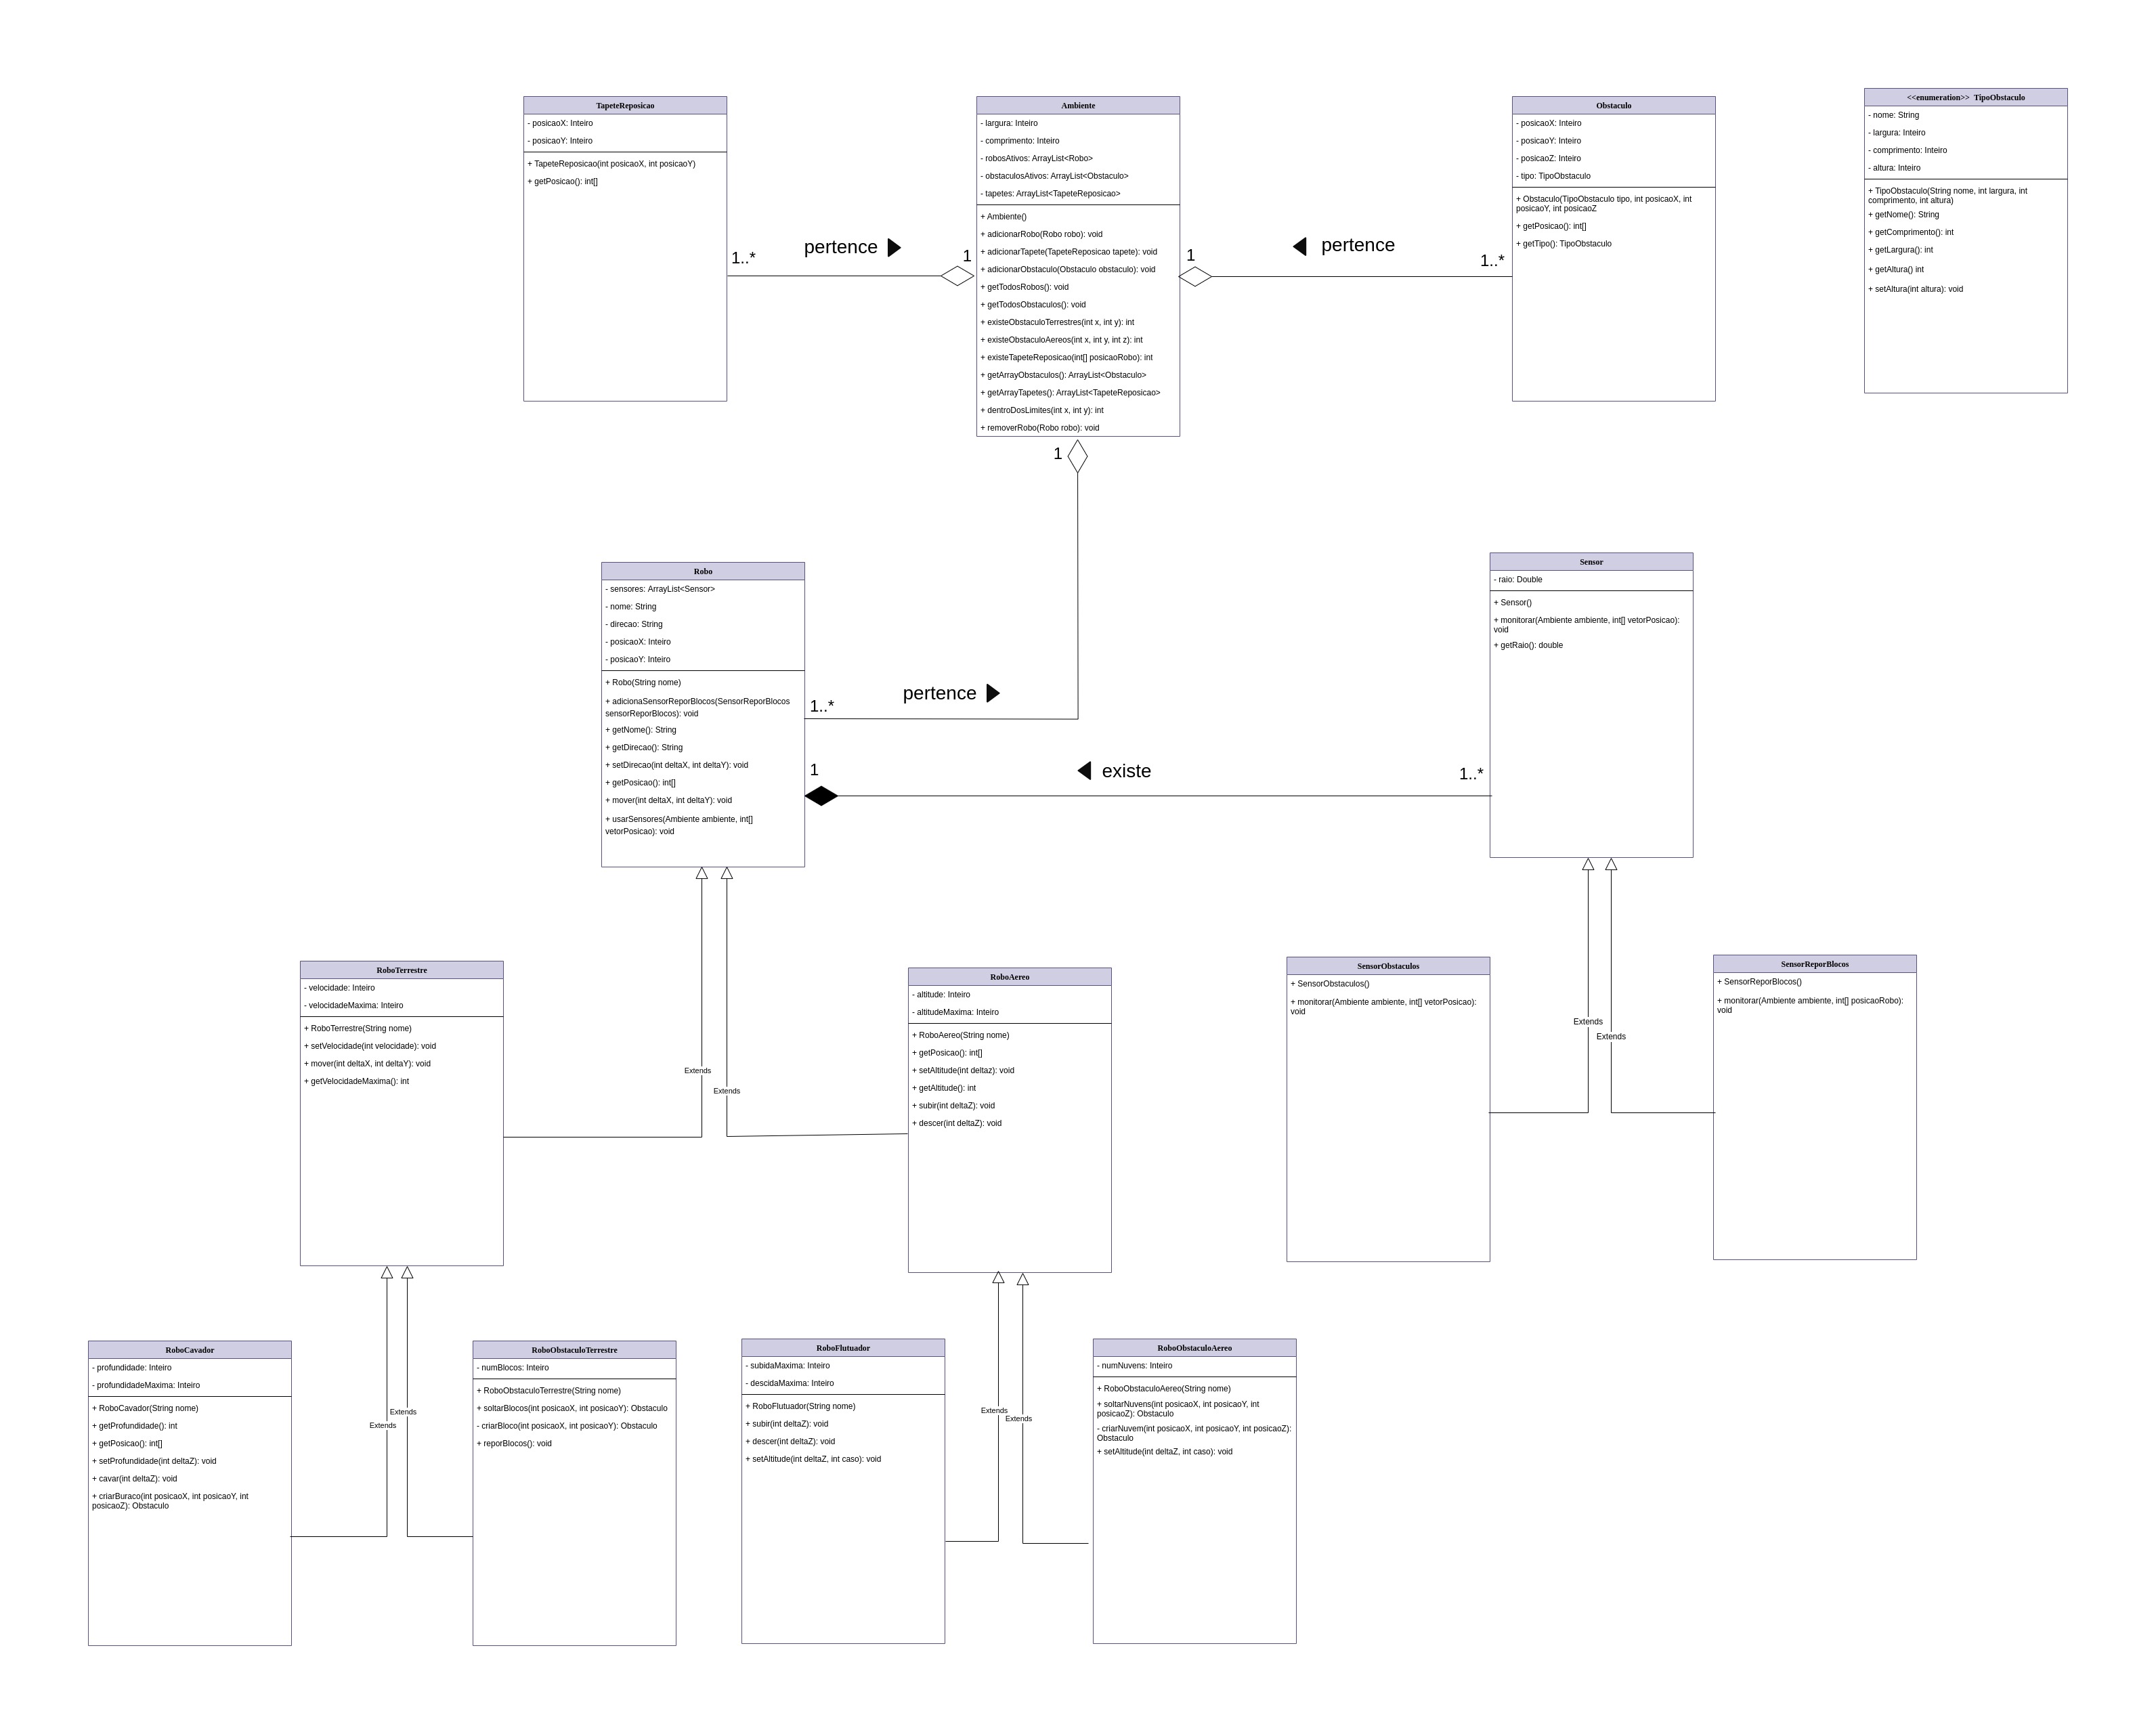 TapeteReposicao
- posicaoX: Inteiro
- posicaoY: Inteiro
+ TapeteReposicao(int posicaoX, int posicaoY)
+ getPosicao(): int[]
1..*
pertence
1
Ambiente
- largura: Inteiro
- comprimento: Inteiro
- robosAtivos: ArrayList<Robo>
- obstaculosAtivos: ArrayList<Obstaculo>
- tapetes: ArrayList<TapeteReposicao>
+ Ambiente()
+ adicionarRobo(Robo robo): void
+ adicionarTapete(TapeteReposicao tapete): void
+ adicionarObstaculo(Obstaculo obstaculo): void
+ getTodosRobos(): void
+ getTodosObstaculos(): void
+ existeObstaculoTerrestres(int x, int y): int
+ existeObstaculoAereos(int x, int y, int z): int
+ existeTapeteReposicao(int[] posicaoRobo): int
+ getArrayObstaculos(): ArrayList<Obstaculo>
+ getArrayTapetes(): ArrayList<TapeteReposicao>
+ dentroDosLimites(int x, int y): int
+ removerRobo(Robo robo): void
1
1
pertence
1..*
Obstaculo
- posicaoX: Inteiro
- posicaoY: Inteiro
- posicaoZ: Inteiro
- tipo: TipoObstaculo
+ Obstaculo(TipoObstaculo tipo, int posicaoX, int
posicaoY, int posicaoZ
+ getPosicao(): int[]
+ getTipo(): TipoObstaculo
<<enumeration>> TipoObstaculo
- nome: String
- largura: Inteiro
- comprimento: Inteiro
- altura: Inteiro
+ TipoObstaculo(String nome, int largura, int
comprimento, int altura)
+ getNome(): String
+ getComprimento(): int
+ getLargura(): int
+ getAltura() int
+ setAltura(int altura): void
Robo
- sensores: ArrayList<Sensor>
- nome: String
- direcao: String
- posicaoX: Inteiro
- posicaoY: Inteiro
+ Robo(String nome)
+ adicionaSensorReporBlocos(SensorReporBlocos
sensorReporBlocos): void
+ getNome(): String
+ getDirecao(): String
+ setDirecao(int deltaX, int deltaY): void
+ getPosicao(): int[]
+ mover(int deltaX, int deltaY): void
+ usarSensores(Ambiente ambiente, int[]
vetorPosicao): void
1..*
pertence
1
existe
1..*
Sensor
- raio: Double
+ Sensor()
+ monitorar(Ambiente ambiente, int[] vetorPosicao):
void
+ getRaio(): double
RoboTerrestre
- velocidade: Inteiro
- velocidadeMaxima: Inteiro
+ RoboTerrestre(String nome)
+ setVelocidade(int velocidade): void
+ mover(int deltaX, int deltaY): void
+ getVelocidadeMaxima(): int
Extends
Extends
RoboAereo
- altitude: Inteiro
- altitudeMaxima: Inteiro
+ RoboAereo(String nome)
+ getPosicao(): int[]
+ setAltitude(int deltaz): void
+ getAltitude(): int
+ subir(int deltaZ): void
+ descer(int deltaZ): void
SensorObstaculos
+ SensorObstaculos()
+ monitorar(Ambiente ambiente, int[] vetorPosicao):
void
Extends
Extends
SensorReporBlocos
+ SensorReporBlocos()
+ monitorar(Ambiente ambiente, int[] posicaoRobo):
void
RoboCavador
- profundidade: Inteiro
- profundidadeMaxima: Inteiro
+ RoboCavador(String nome)
+ getProfundidade(): int
+ getPosicao(): int[]
+ setProfundidade(int deltaZ): void
+ cavar(int deltaZ): void
+ criarBuraco(int posicaoX, int posicaoY, int
posicaoZ): Obstaculo
Extends
Extends
RoboObstaculoTerrestre
- numBlocos: Inteiro
+ RoboObstaculoTerrestre(String nome)
+ soltarBlocos(int posicaoX, int posicaoY): Obstaculo
- criarBloco(int posicaoX, int posicaoY): Obstaculo
+ reporBlocos(): void
RoboFlutuador
- subidaMaxima: Inteiro
- descidaMaxima: Inteiro
+ RoboFlutuador(String nome)
+ subir(int deltaZ): void
+ descer(int deltaZ): void
+ setAltitude(int deltaZ, int caso): void
Extends
Extends
RoboObstaculoAereo
- numNuvens: Inteiro
+ RoboObstaculoAereo(String nome)
+ soltarNuvens(int posicaoX, int posicaoY, int
posicaoZ): Obstaculo
- criarNuvem(int posicaoX, int posicaoY, int posicaoZ):
Obstaculo
+ setAltitude(int deltaZ, int caso): void